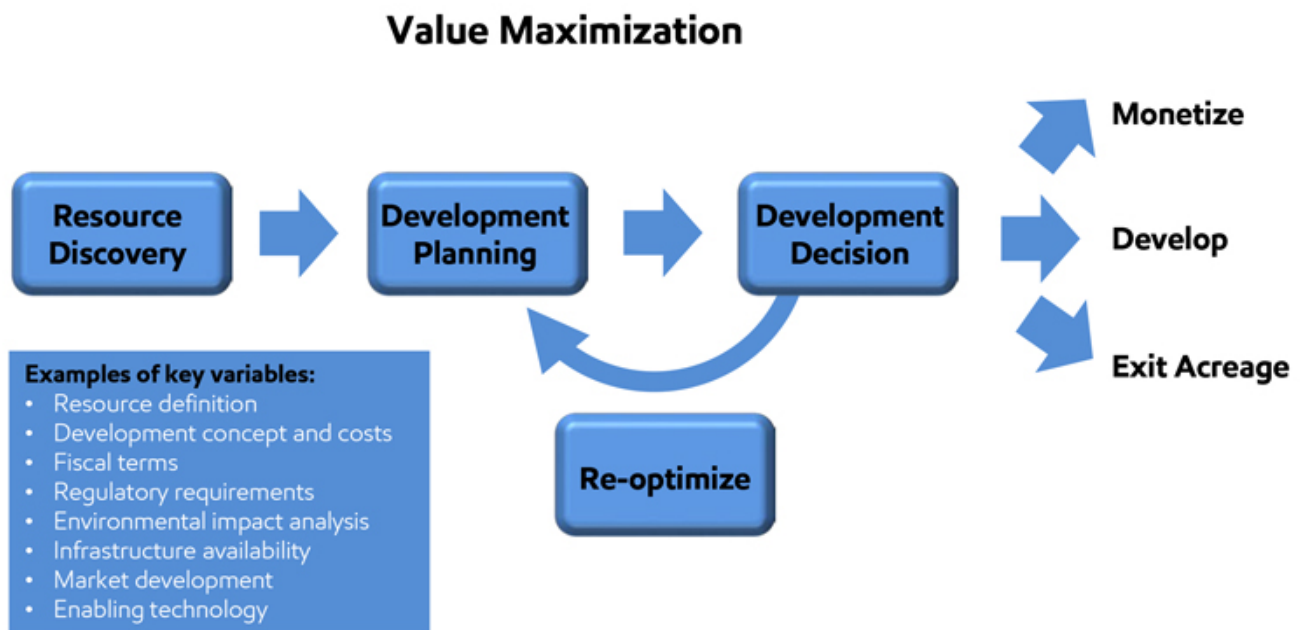 Value Maximization
Resource
Discovery
Development
Planning
Development
Decision
Monetize
Develop
Exit Acreage
Re-optimize
Examples of key variables:
• Resource definition
• Development concept and costs
• Fiscal terms
• Regulatory requirements
• Environmental impact analysis
• Infrastructure availability
• Market development
• Enabling technology